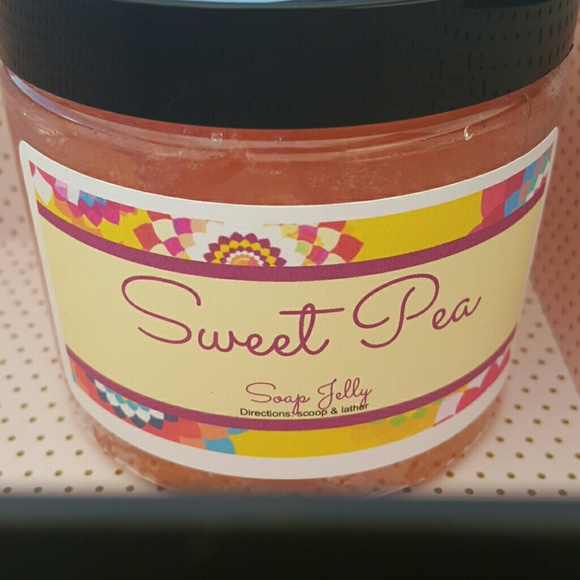 Sweet Pea
Soap Jelly
Directions: scoop & lather